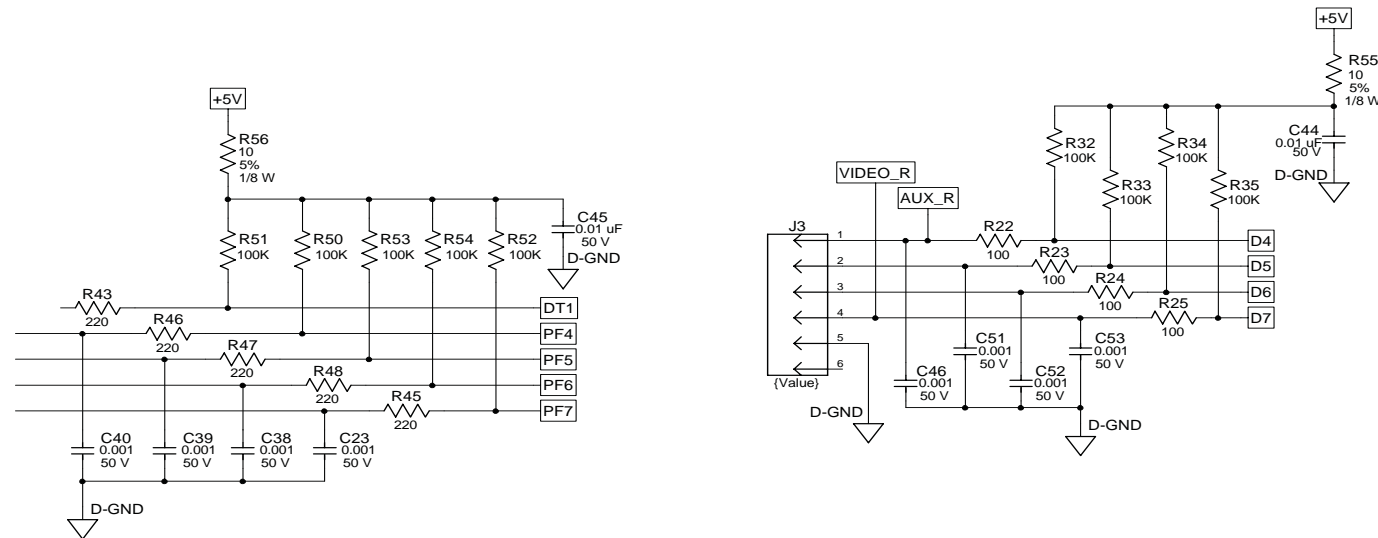 +5V
R56
10
5%
1/8 W
R51
100K
R50
100K
R53
100K
R54
100K
R52
100K
C45
0.01 uF
50 V
D-GND
R43
220
DT1
R46
220
PF4
R47
220
PF5
R48
220
PF6
R45
220
PF7
C40
0.001
50 V
C39
0.001
50 V
C38
0.001
50 V
C23
0.001
50 V
D-GND
+5V
R55
10
5%
1/8 W
C44
0.01 uF
50 V
D-GND
R32
100K
R33
100K
R34
100K
R35
100K
VIDEO_R
AUX_R
J3
1
2
3
4
5
6
{Value}
R22
100
D4
R23
100
D5
R24
100
D6
R25
100
D7
C46
0.001
50 V
C51
0.001
50 V
C52
0.001
50 V
C53
0.001
50 V
D-GND
D-GND